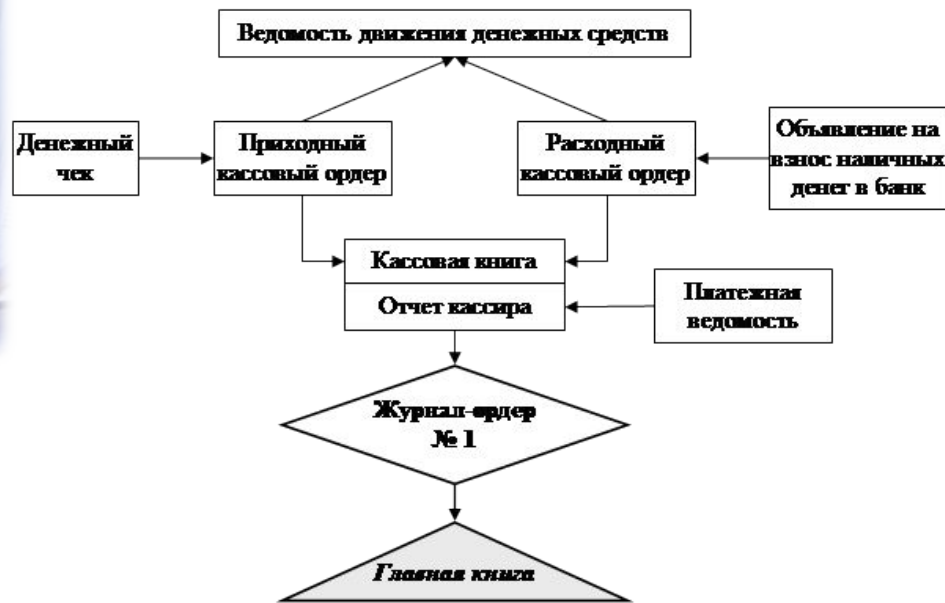 Ведомость движения денежных средств
Денежный
чек
Приходный
кассовый ордер
Расходный
кассовый ордер
Объявление на
взнос наличных
денег в банк
Кассовая книга
Отчет кассира
Платежная
ведомость
Журнал-ордер
№ 1
Главная книга